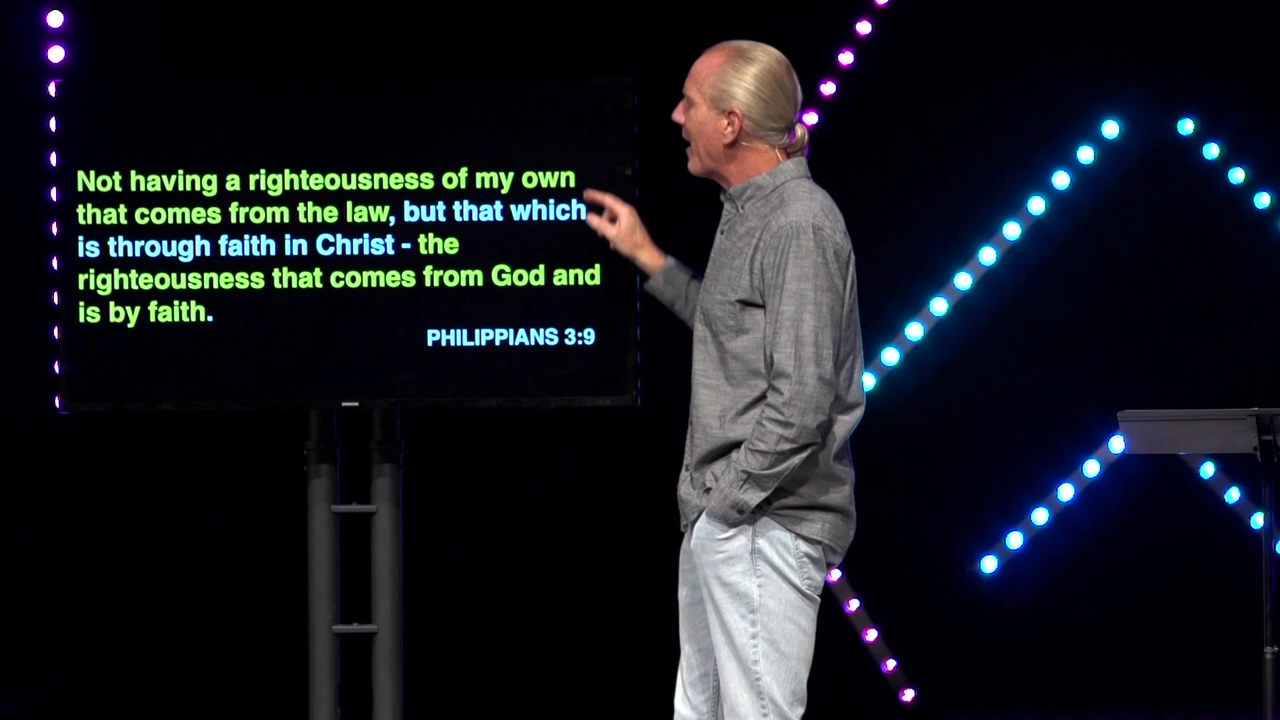 Not having a righteousness of my own
that comes from the law, but that which
is through faith in Christ - the
righteousness that comes from God and
is by faith.
PHILIPPIANS 3:9